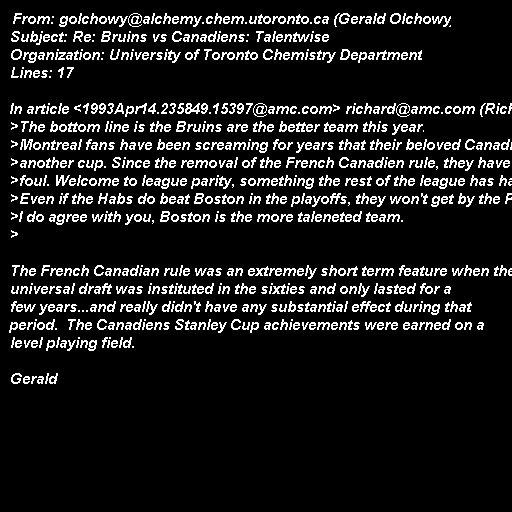 From: golchowy@alchemy.chem.utoronto.ca (Gerald Olchowy
Subject: Re: Bruins vs Canadiens: Talentwise
Organization: University of Toronto Chemistry Department
Lines: 17

In article <1993Apr14.235849.15397@amc.com> richard@amc.com (Rich
>The bottom line is the Bruins are the better team this year.
>Montreal fans have been screaming for years that their beloved Canadi
>another cup. Since the removal of the French Canadien rule, they have
>foul. Welcome to league parity, something the rest of the league has ha
>Even if the Habs do beat Boston in the playoffs, they won't get by the P
>I do agree with you, Boston is the more taleneted team.
>

The French Canadian rule was an extremely short term feature when the
universal draft was instituted in the sixties and only lasted for a
few years...and really didn't have any substantial effect during that
period.  The Canadiens Stanley Cup achievements were earned on a
level playing field.

Gerald